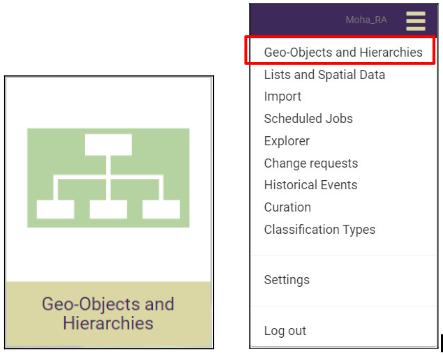 Geo-Objects and
Hierarchies
Moha_RA
Geo-Objects and Hierarchies
Lists and Spatial Data
Import
Scheduled Jobs
Explorer
Change requests
Historical Events
Curation
Classification Types
Settings
Log out